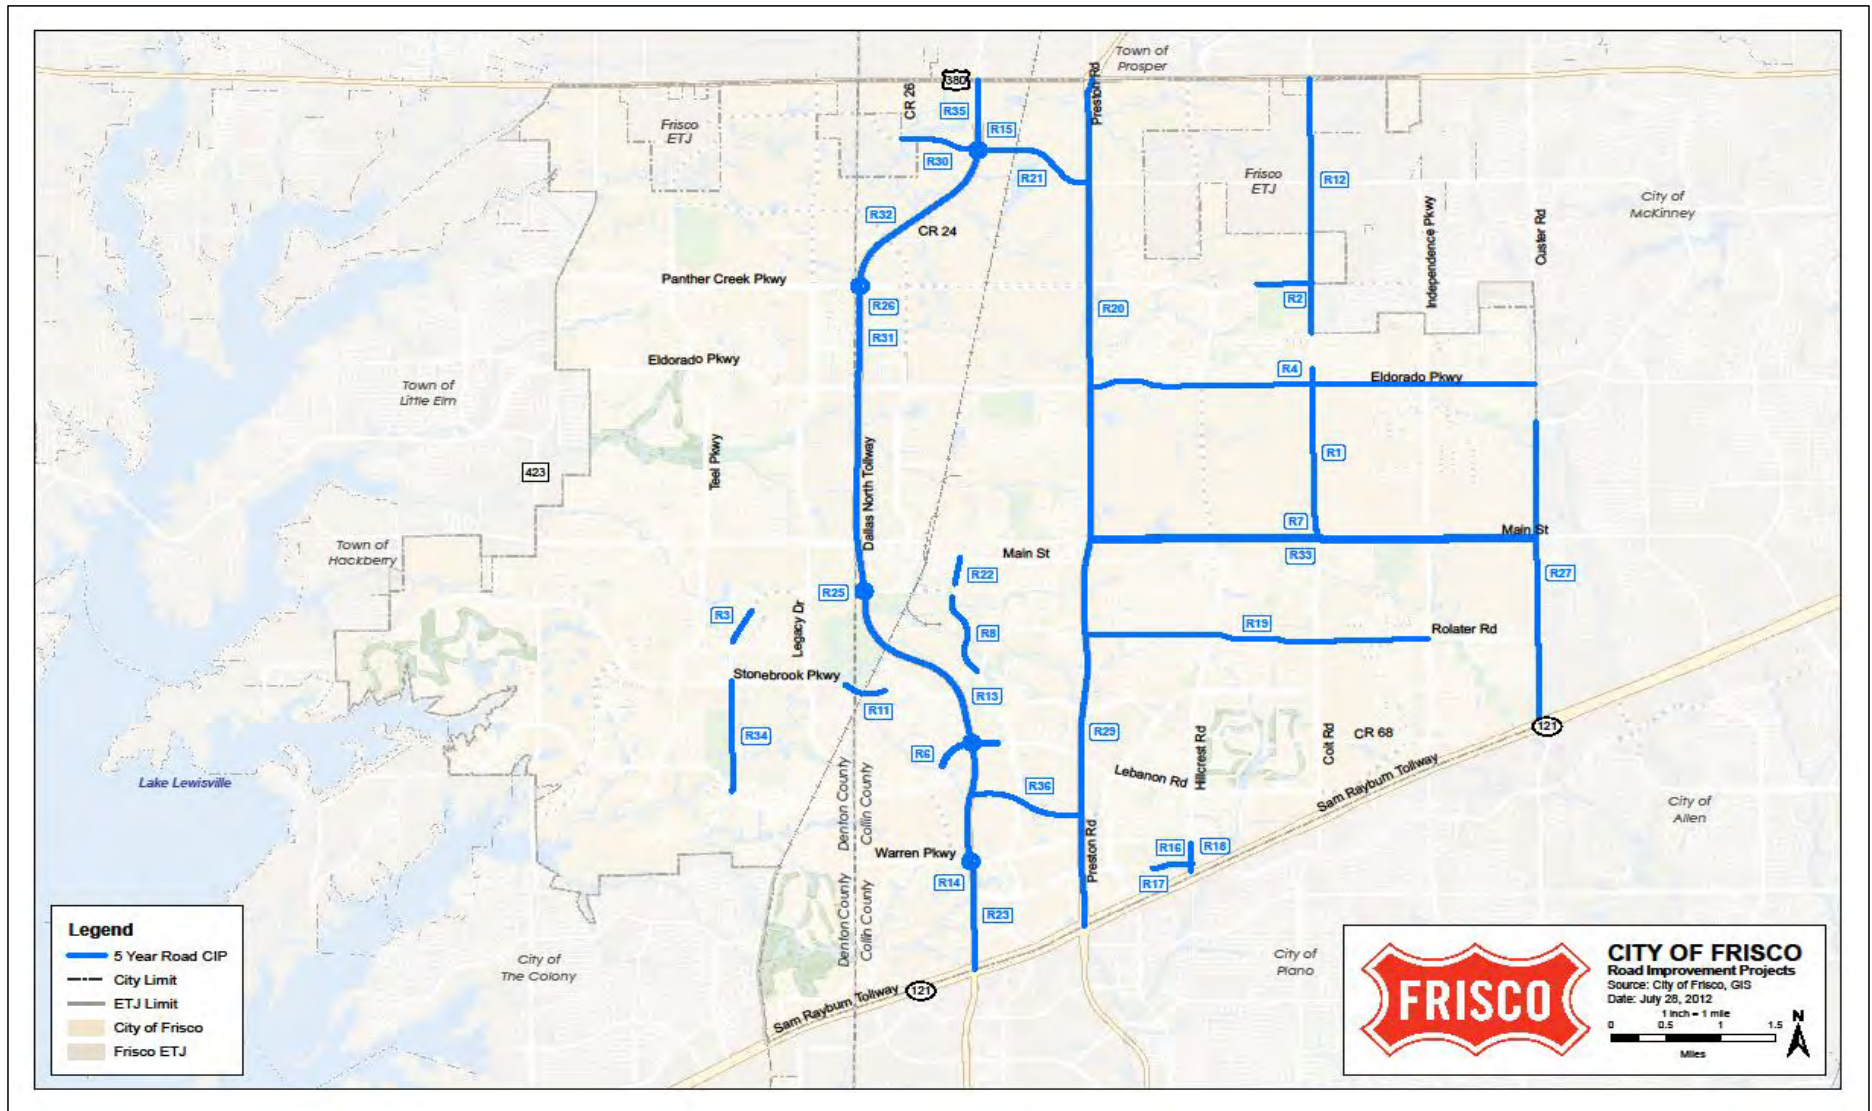 Town of
Prosper
380
CR 26
Preston Rd
R35
R15
Frisco
ETJ
R30
R21
Frisco
ETJ
R12
City of
McKinney
R32
CR 24
Independence Pkwy
Custer Rd
Panther Creek Pkwy
R26
R2
R20
R31
Eldorado Pkwy
R4
Eldorado Pkwy
Town of
Little Elm
Teel Pkwy
423
Dallas North Tollway
R1
R7
Main St
Town of
Hackberry
Main St
R33
R22
R27
R25
R3
Legacy Dr
R8
R19
Rolater Rd
Stonebrook Pkwy
R13
R11
R34
R29
Hillcrest Rd
Coit Rd
CR 68
121
R6
Lebanon Rd
Sam Rayburn Tollway
Lake Lewisville
R36
Denton County
Collin County
City of
Allen
Warren Pkwy
Preston Rd
R16
R18
R14
R17
R23
Denton County
Collin County
City of
The Colony
City of
Plano
Sam Rayburn Tollway
121
Legend
5 Year Road CIP
City Limit
ETJ Limit
City of Frisco
Frisco ETJ
FRISCO
CITY OF FRISCO
Road Improvement Projects
Source: City of Frisco, GIS
Date: July 28, 2012
1 inch = 1 mile
0 0.5 1 1.5
Miles
N